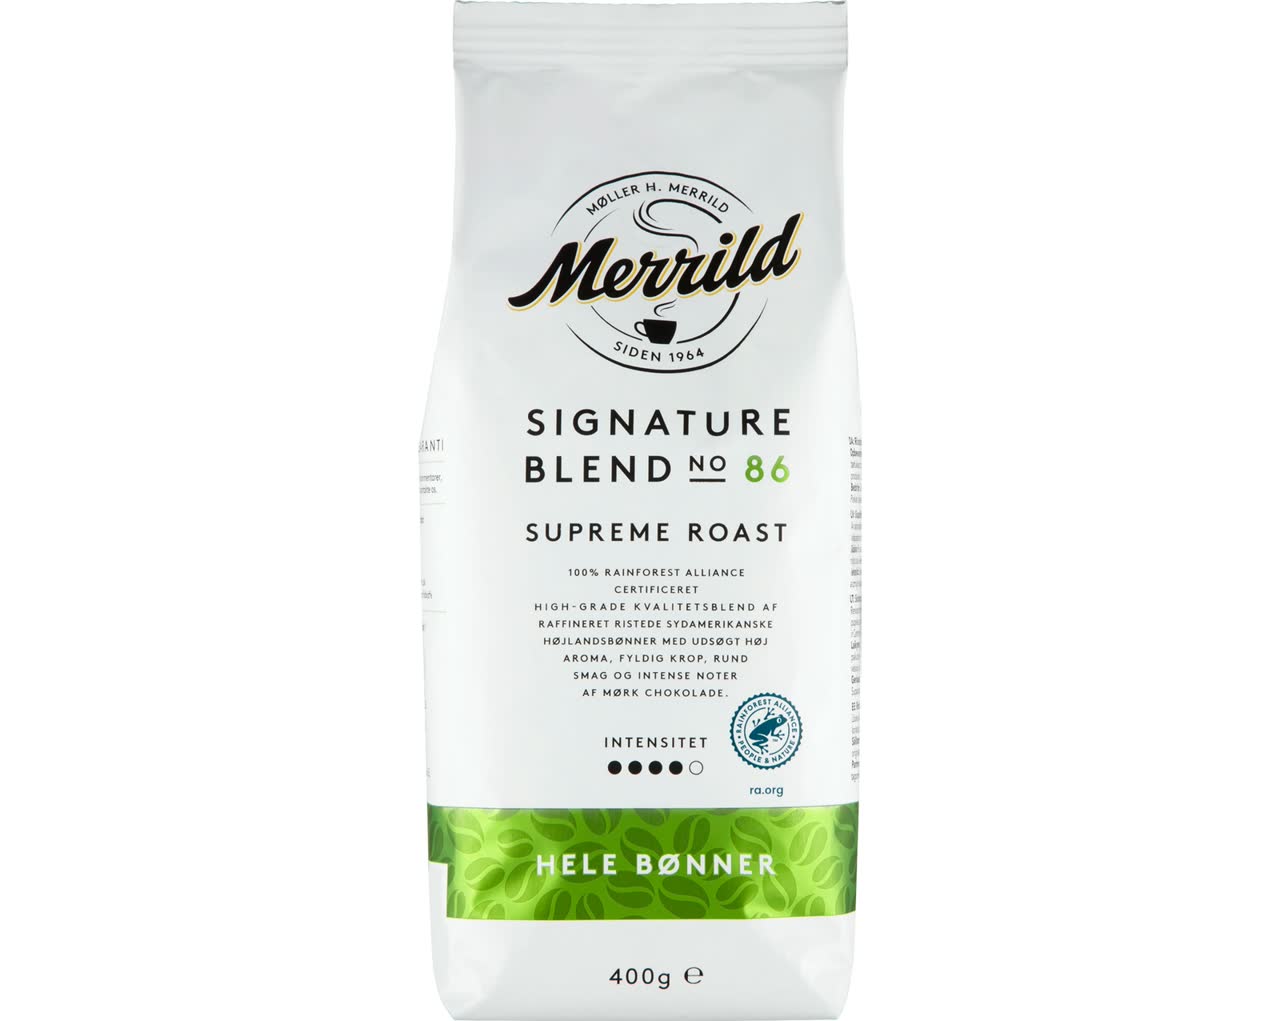 MØLLER H. MERRILD
Merrild
SIDEN 1964
SIGNATURE
BLEND NO 86
SUPREME ROAST
100% RAINFOREST ALLIANCE
CERTIFICERET
HIGH-GRADE KVALITETSBLEND AF
RAFFINERET RISTEDE SYDAMERIKANSKE
HØJLANDSBØNNER MED UDSØGT HØJ
AROMA, FYLDIG KROP, RUND
SMAG OG INTENSE NOTER
AF MØRK CHOKOLADE.
RAINFOREST ALLIANCE
PEOPLE & NATURE
INTENSITET
ra.org
HELE BØNNER
400g ℮